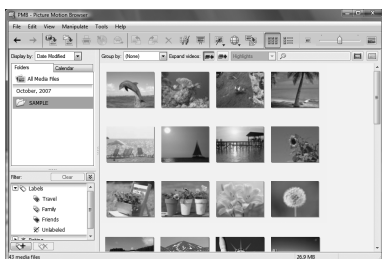 PMB - Picture Motion Browser
File Edit View Manipulate Tools Help
Display by: Date Modified
Group by: (None) Expand videos: Highlights
Folders Calendar
All Media Files
October, 2007
SAMPLE
Filter: Clear
Labels
Travel
Family
Friends
Unlabeled
43 media files 26.9 MB